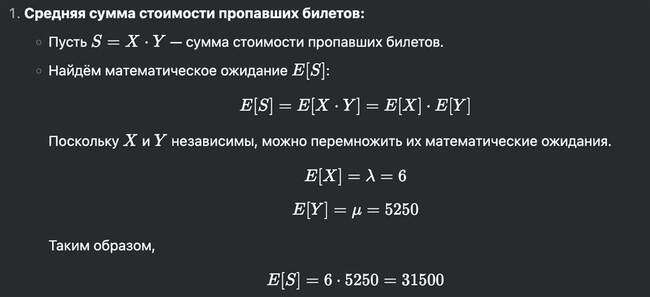 1. Средняя сумма стоимости пропавших билетов:
◦ Пусть S = X · Y — сумма стоимости пропавших билетов.
◦ Найдём математическое ожидание E[S]:
E[S] = E[X · Y] = E[X] · E[Y]
Поскольку X и Y независимы, можно перемножить их математические ожидания.
E[X] = λ = 6
E[Y] = μ = 5250
Таким образом,
E[S] = 6 · 5250 = 31500